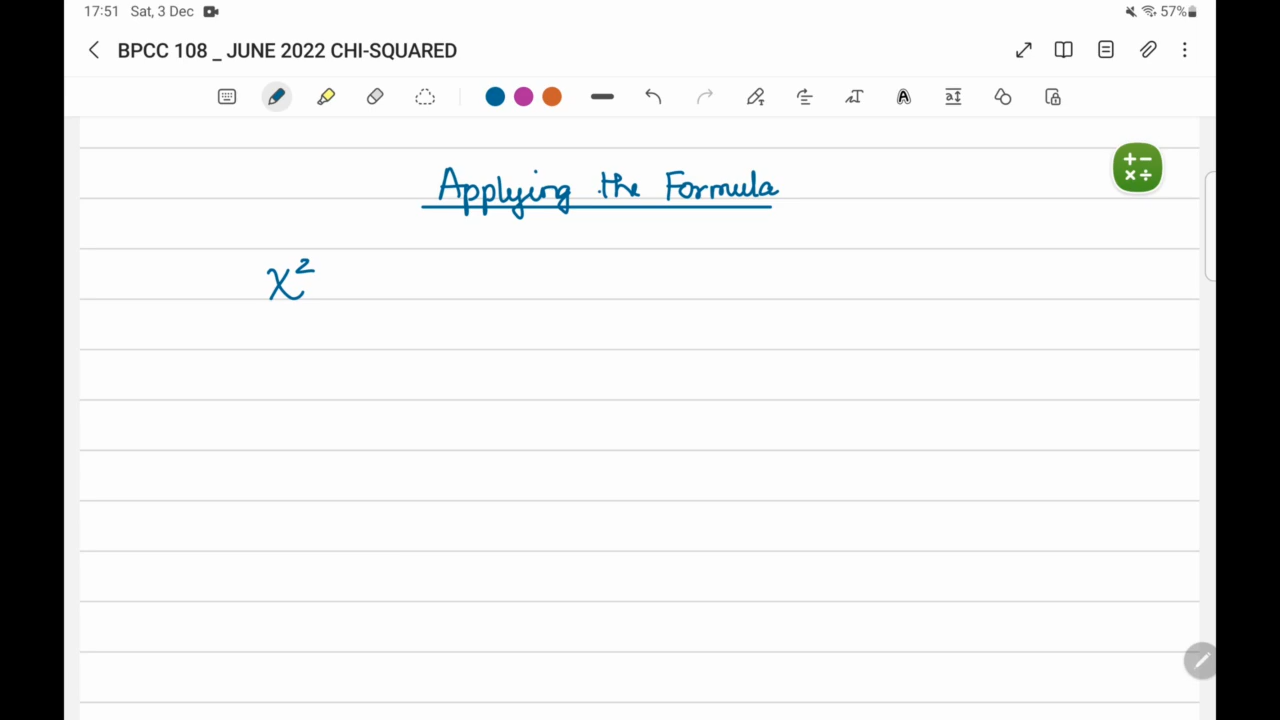 17:51 Sat, 3 Dec 57%
BPCC 108 _ JUNE 2022 CHI-SQUARED
Applying the Formula
χ²